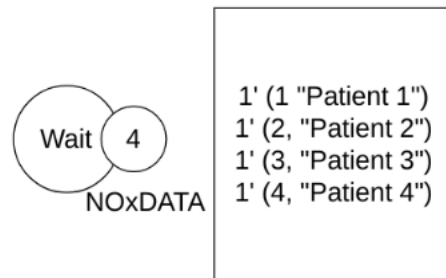 Wait 4
NOxDATA
1' (1 "Patient 1")
1' (2, "Patient 2")
1' (3, "Patient 3")
1' (4, "Patient 4")